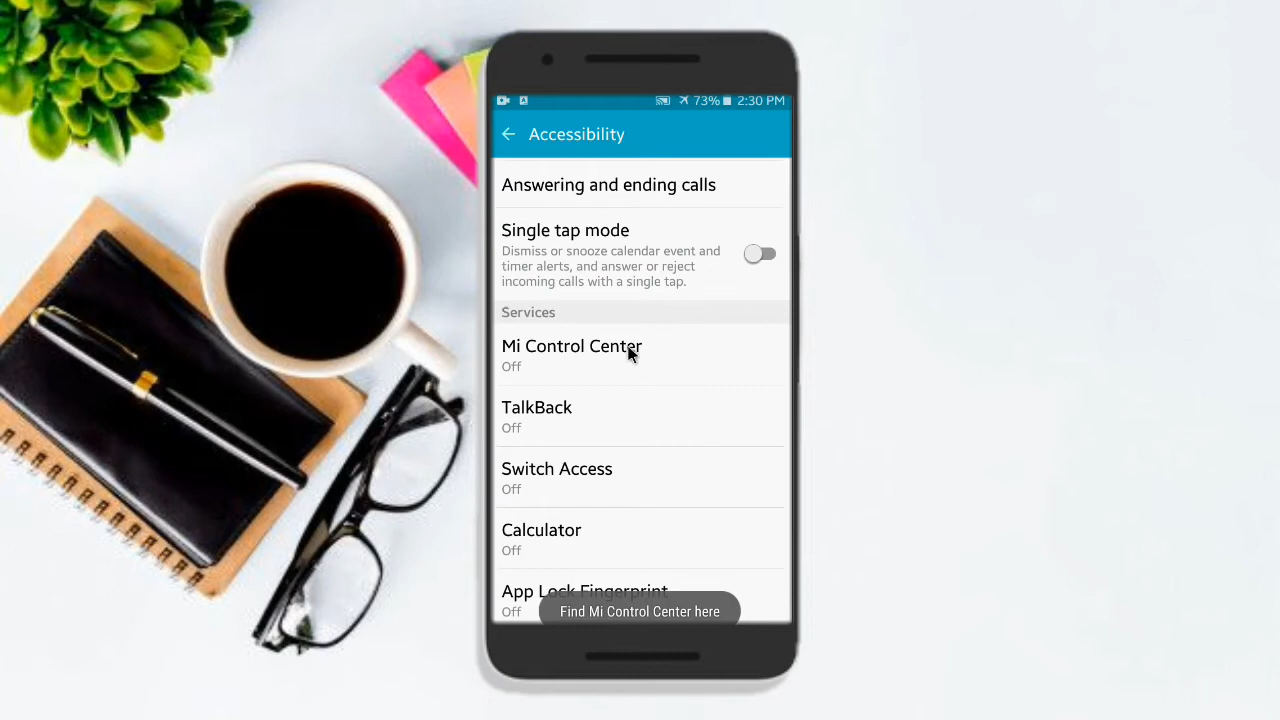 73% 2:30 PM
Accessibility
Answering and ending calls
Single tap mode
Dismiss or snooze calendar event and
timer alerts, and answer or reject
incoming calls with a single tap.
Services
Mi Control Center
Off
TalkBack
Off
Switch Access
Off
Calculator
Off
App Lock Fingerprint
Off
Find Mi Control Center here